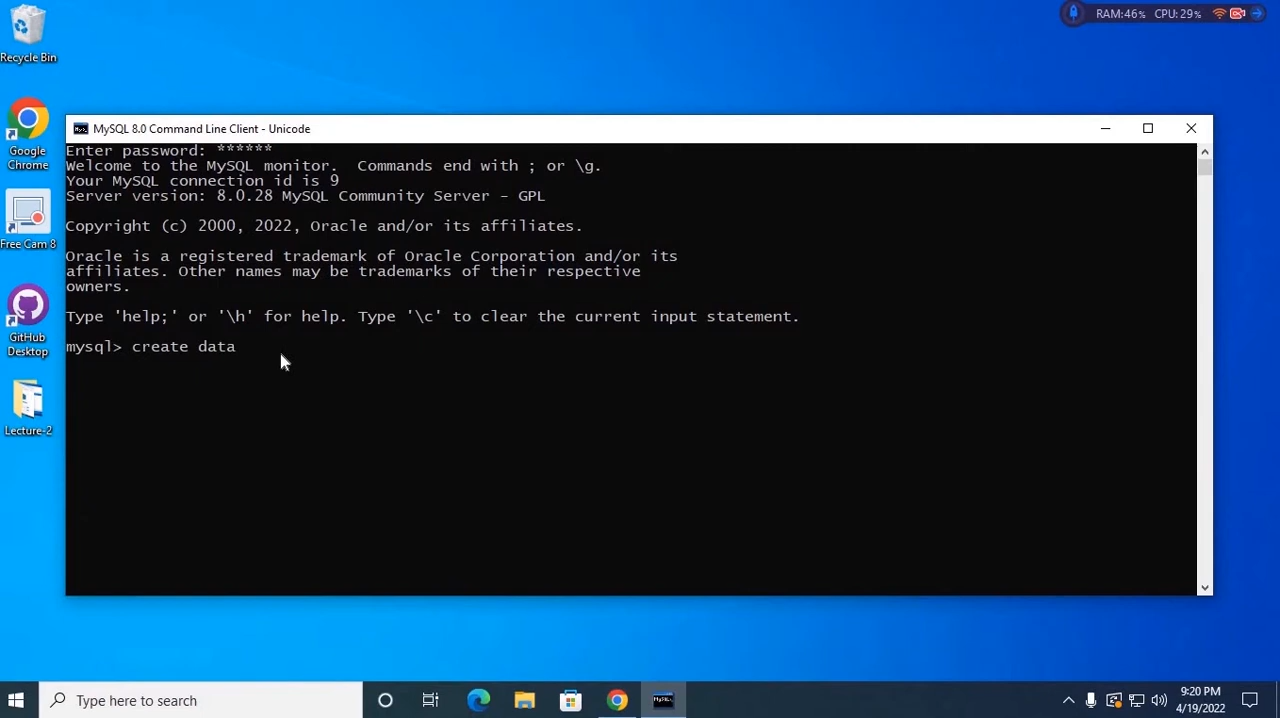 RAM:46% CPU:29%
Recycle Bin
MySQL 8.0 Command Line Client - Unicode
Enter password: ******
Welcome to the MySQL monitor.  Commands end with ; or \g.
Your MySQL connection id is 9
Server version: 8.0.28 MySQL Community Server - GPL
Copyright (c) 2000, 2022, Oracle and/or its affiliates.
Oracle is a registered trademark of Oracle Corporation and/or its
affiliates. Other names may be trademarks of their respective
owners.
Type 'help;' or '\h' for help. Type '\c' to clear the current input statement.
mysql> create data
Google
Chrome
Free Cam 8
GitHub
Desktop
Lecture-2
Type here to search
MySQL
9:20 PM
4/19/2022